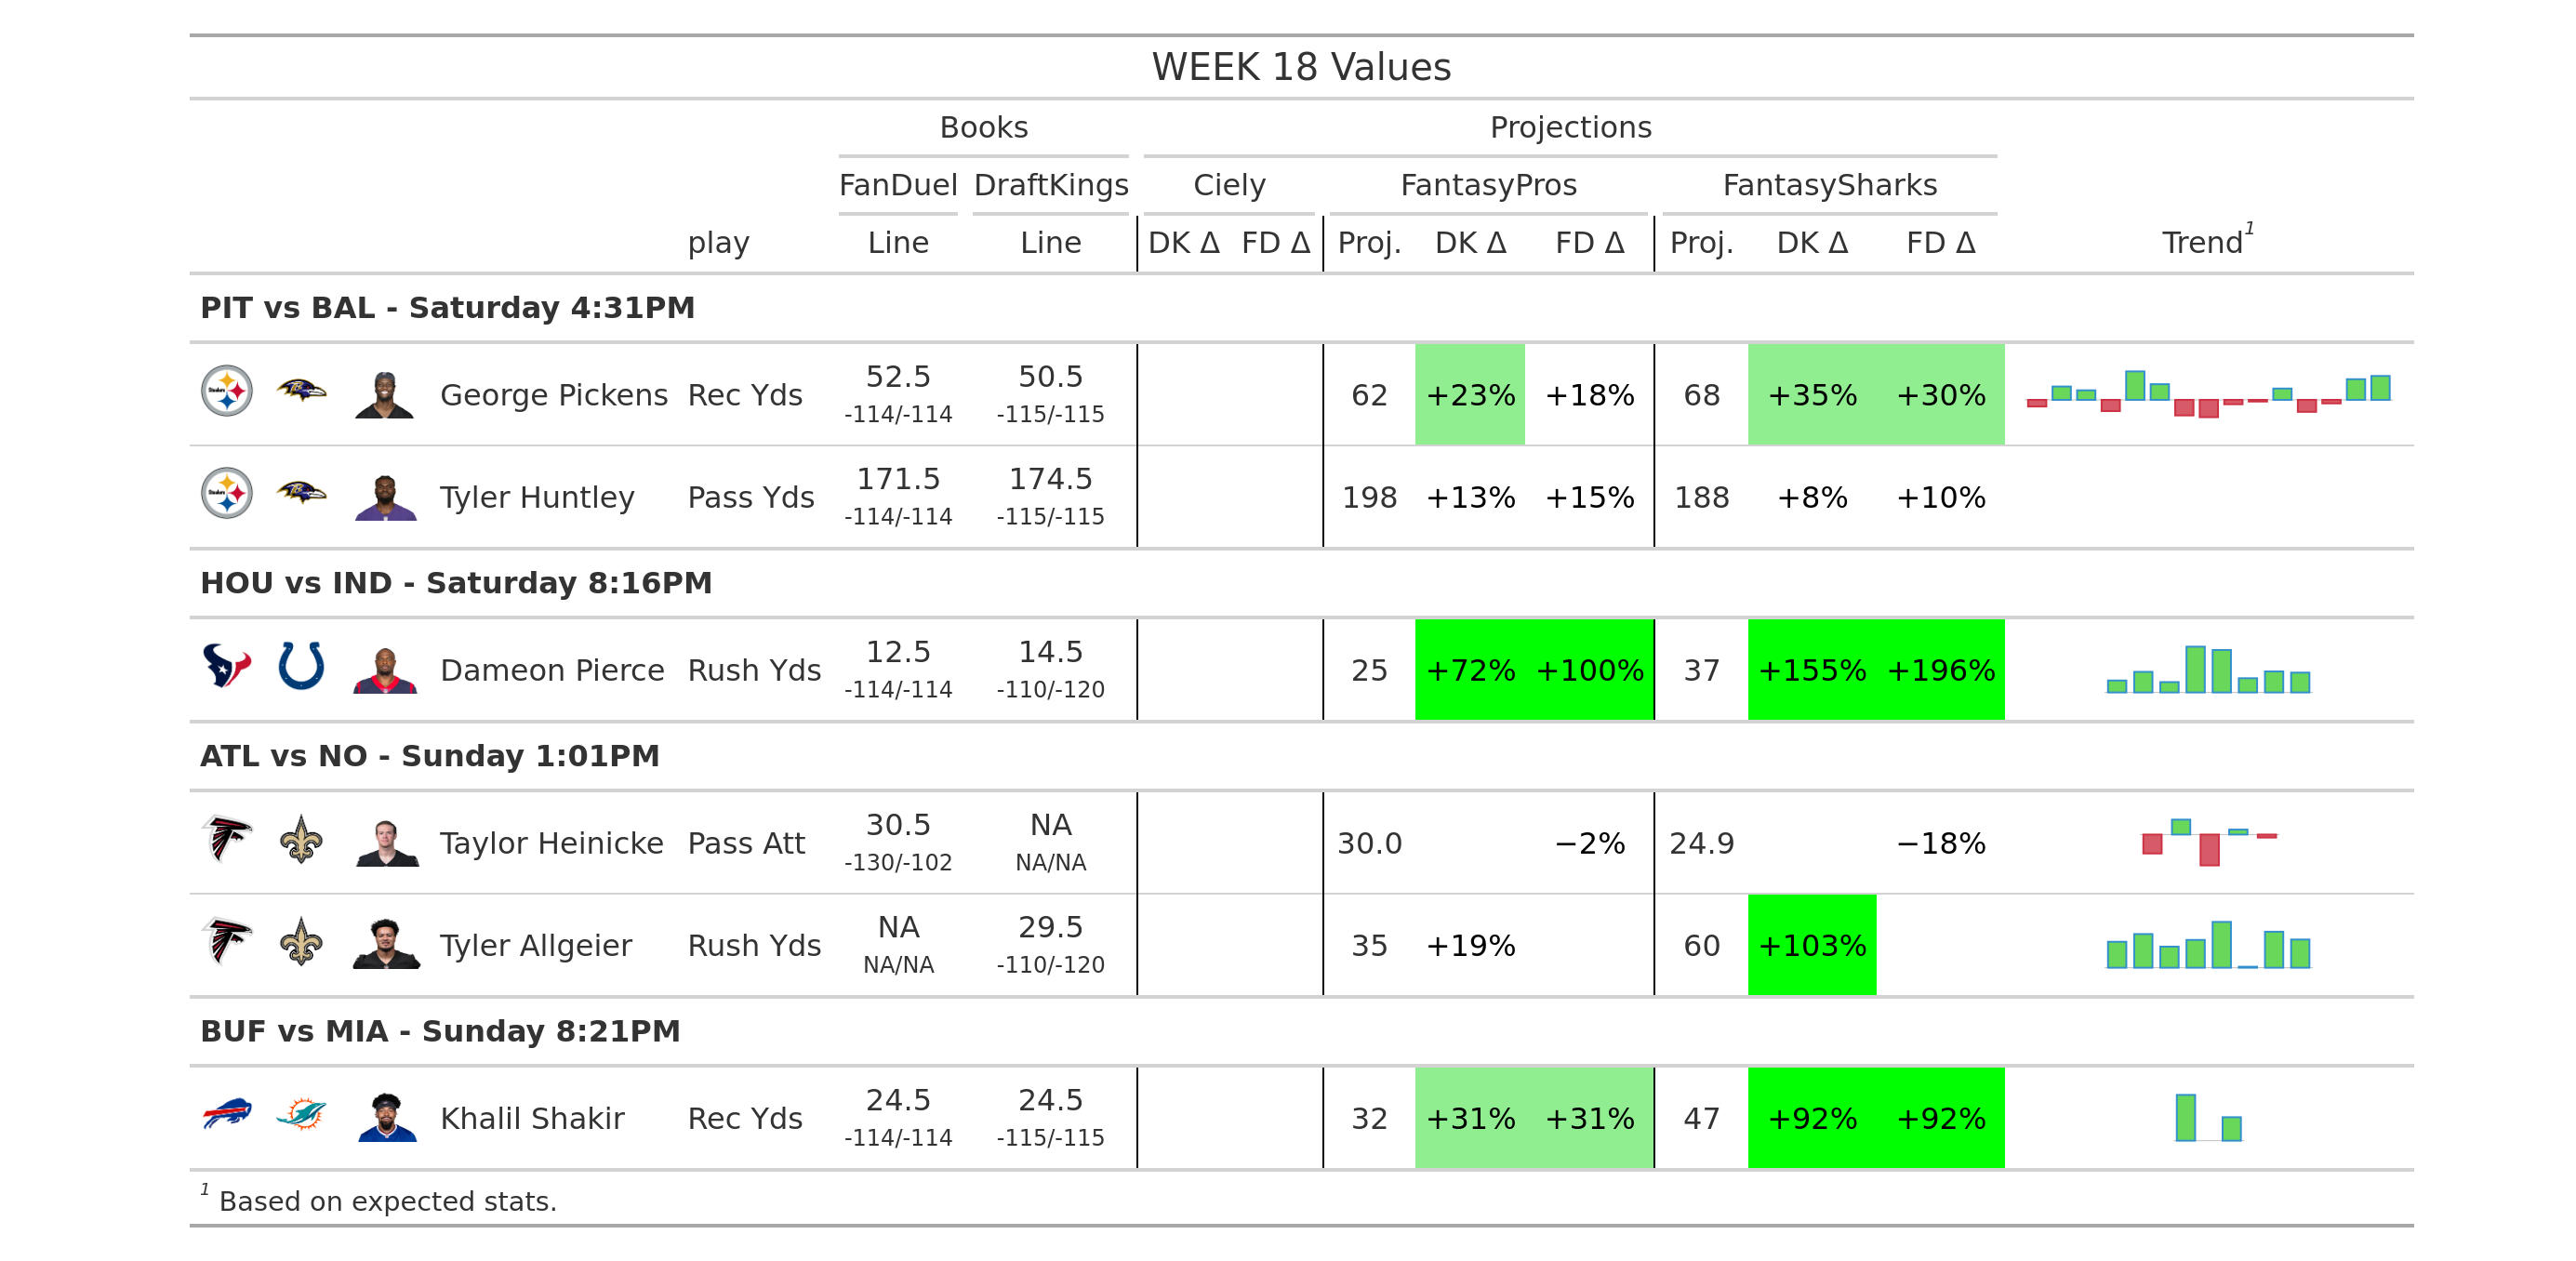 WEEK 18 Values
Books Projections
FanDuel DraftKings Ciely FantasyPros FantasySharks
play Line Line DK Δ FD Δ Proj. DK Δ FD Δ Proj. DK Δ FD Δ Trend1
PIT vs BAL - Saturday 4:31PM
George Pickens Rec Yds 52.5 50.5 62 +23% +18% 68 +35% +30%
-114/-114 -115/-115
Tyler Huntley Pass Yds 171.5 174.5 198 +13% +15% 188 +8% +10%
-114/-114 -115/-115
HOU vs IND - Saturday 8:16PM
Dameon Pierce Rush Yds 12.5 14.5 25 +72% +100% 37 +155% +196%
-114/-114 -110/-120
ATL vs NO - Sunday 1:01PM
Taylor Heinicke Pass Att 30.5 NA 30.0 −2% 24.9 −18%
-130/-102 NA/NA
Tyler Allgeier Rush Yds NA 29.5 35 +19% 60 +103%
NA/NA -110/-120
BUF vs MIA - Sunday 8:21PM
Khalil Shakir Rec Yds 24.5 24.5 32 +31% +31% 47 +92% +92%
-114/-114 -115/-115
1 Based on expected stats.